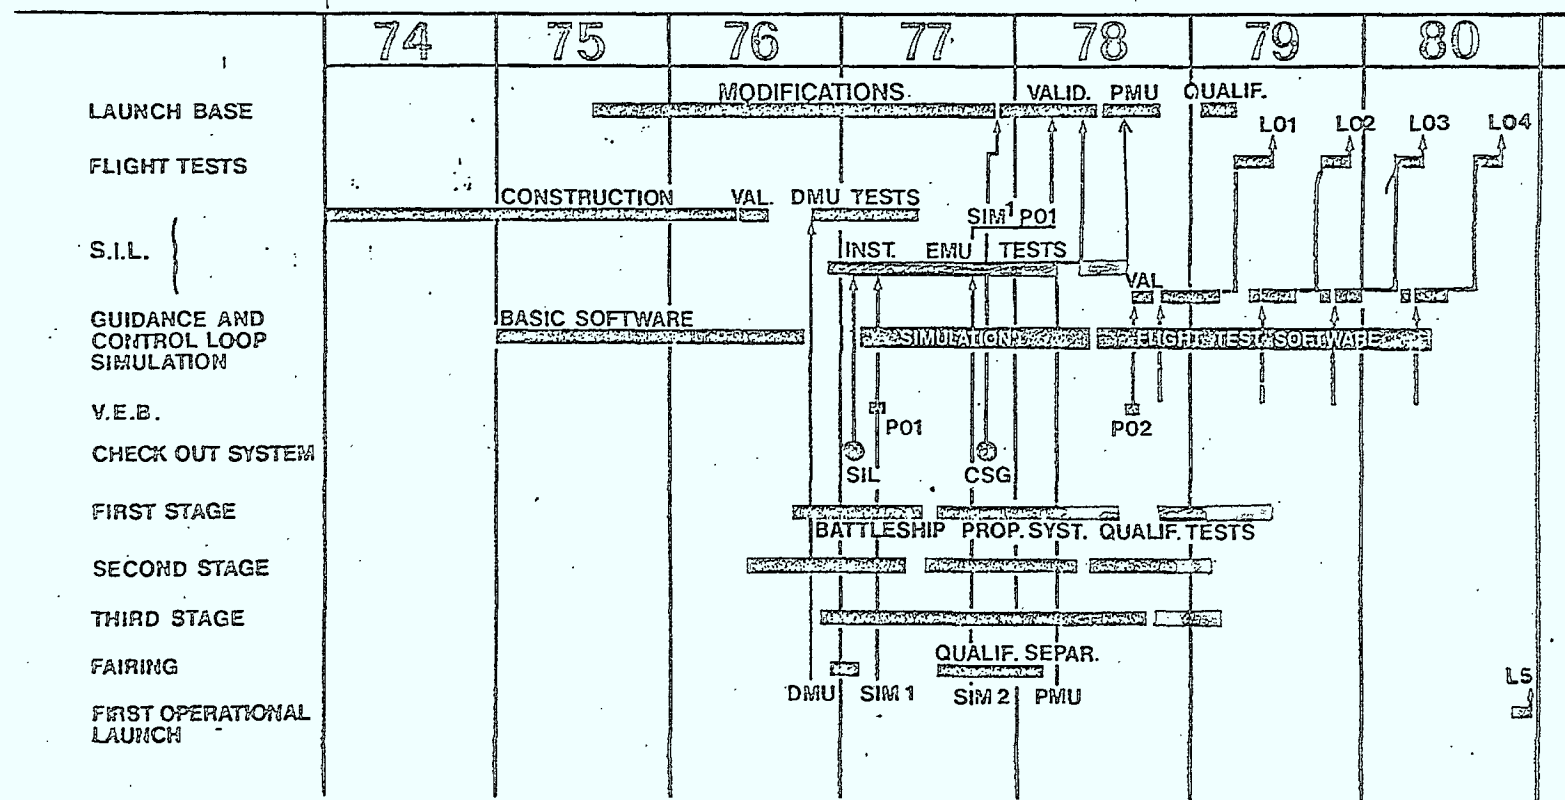 74 75 76 77 78 79 80
MODIFICATIONS VALID. PMU QUALIF.
LAUNCH BASE
L01 L02 L03 L04
FLIGHT TESTS
CONSTRUCTION VAL. DMU TESTS
SIM 1 P01
S.I.L. INST. EMU TESTS
VAL
GUIDANCE AND
CONTROL LOOP
SIMULATION
BASIC SOFTWARE
SIMULATION FLIGHT TEST SOFTWARE
V.E.B.
P01 P02
CHECK OUT SYSTEM
SIL CSG
FIRST STAGE
BATTLESHIP PROP. SYST. QUALIF. TESTS
SECOND STAGE
THIRD STAGE
QUALIF. SEPAR.
FAIRING
L5
DMU SIM 1 SIM 2 PMU
FIRST OPERATIONAL
LAUNCH